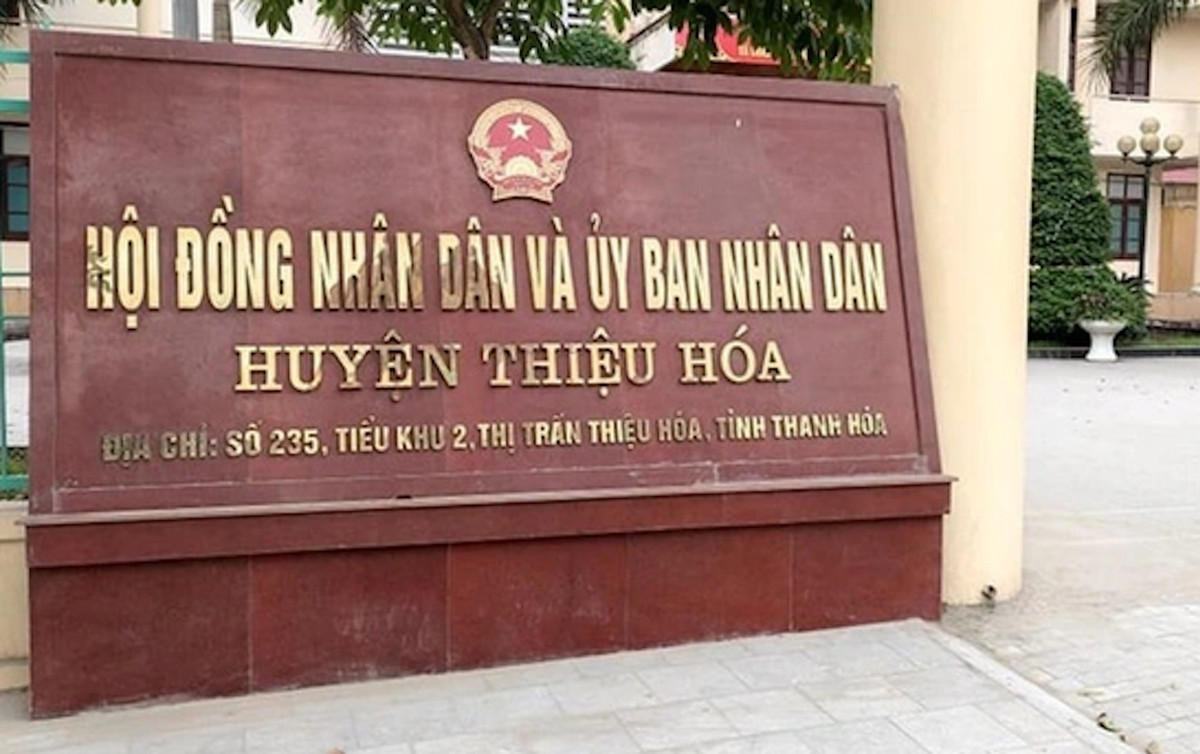 HỘI ĐỒNG NHÂN DÂN VÀ ỦY BAN NHÂN DÂN
HUYỆN THIỆU HÓA
ĐỊA CHỈ: SỐ 235, TIỂU KHU 2, THỊ TRẤN THIỆU HÓA, TỈNH THANH HÓA